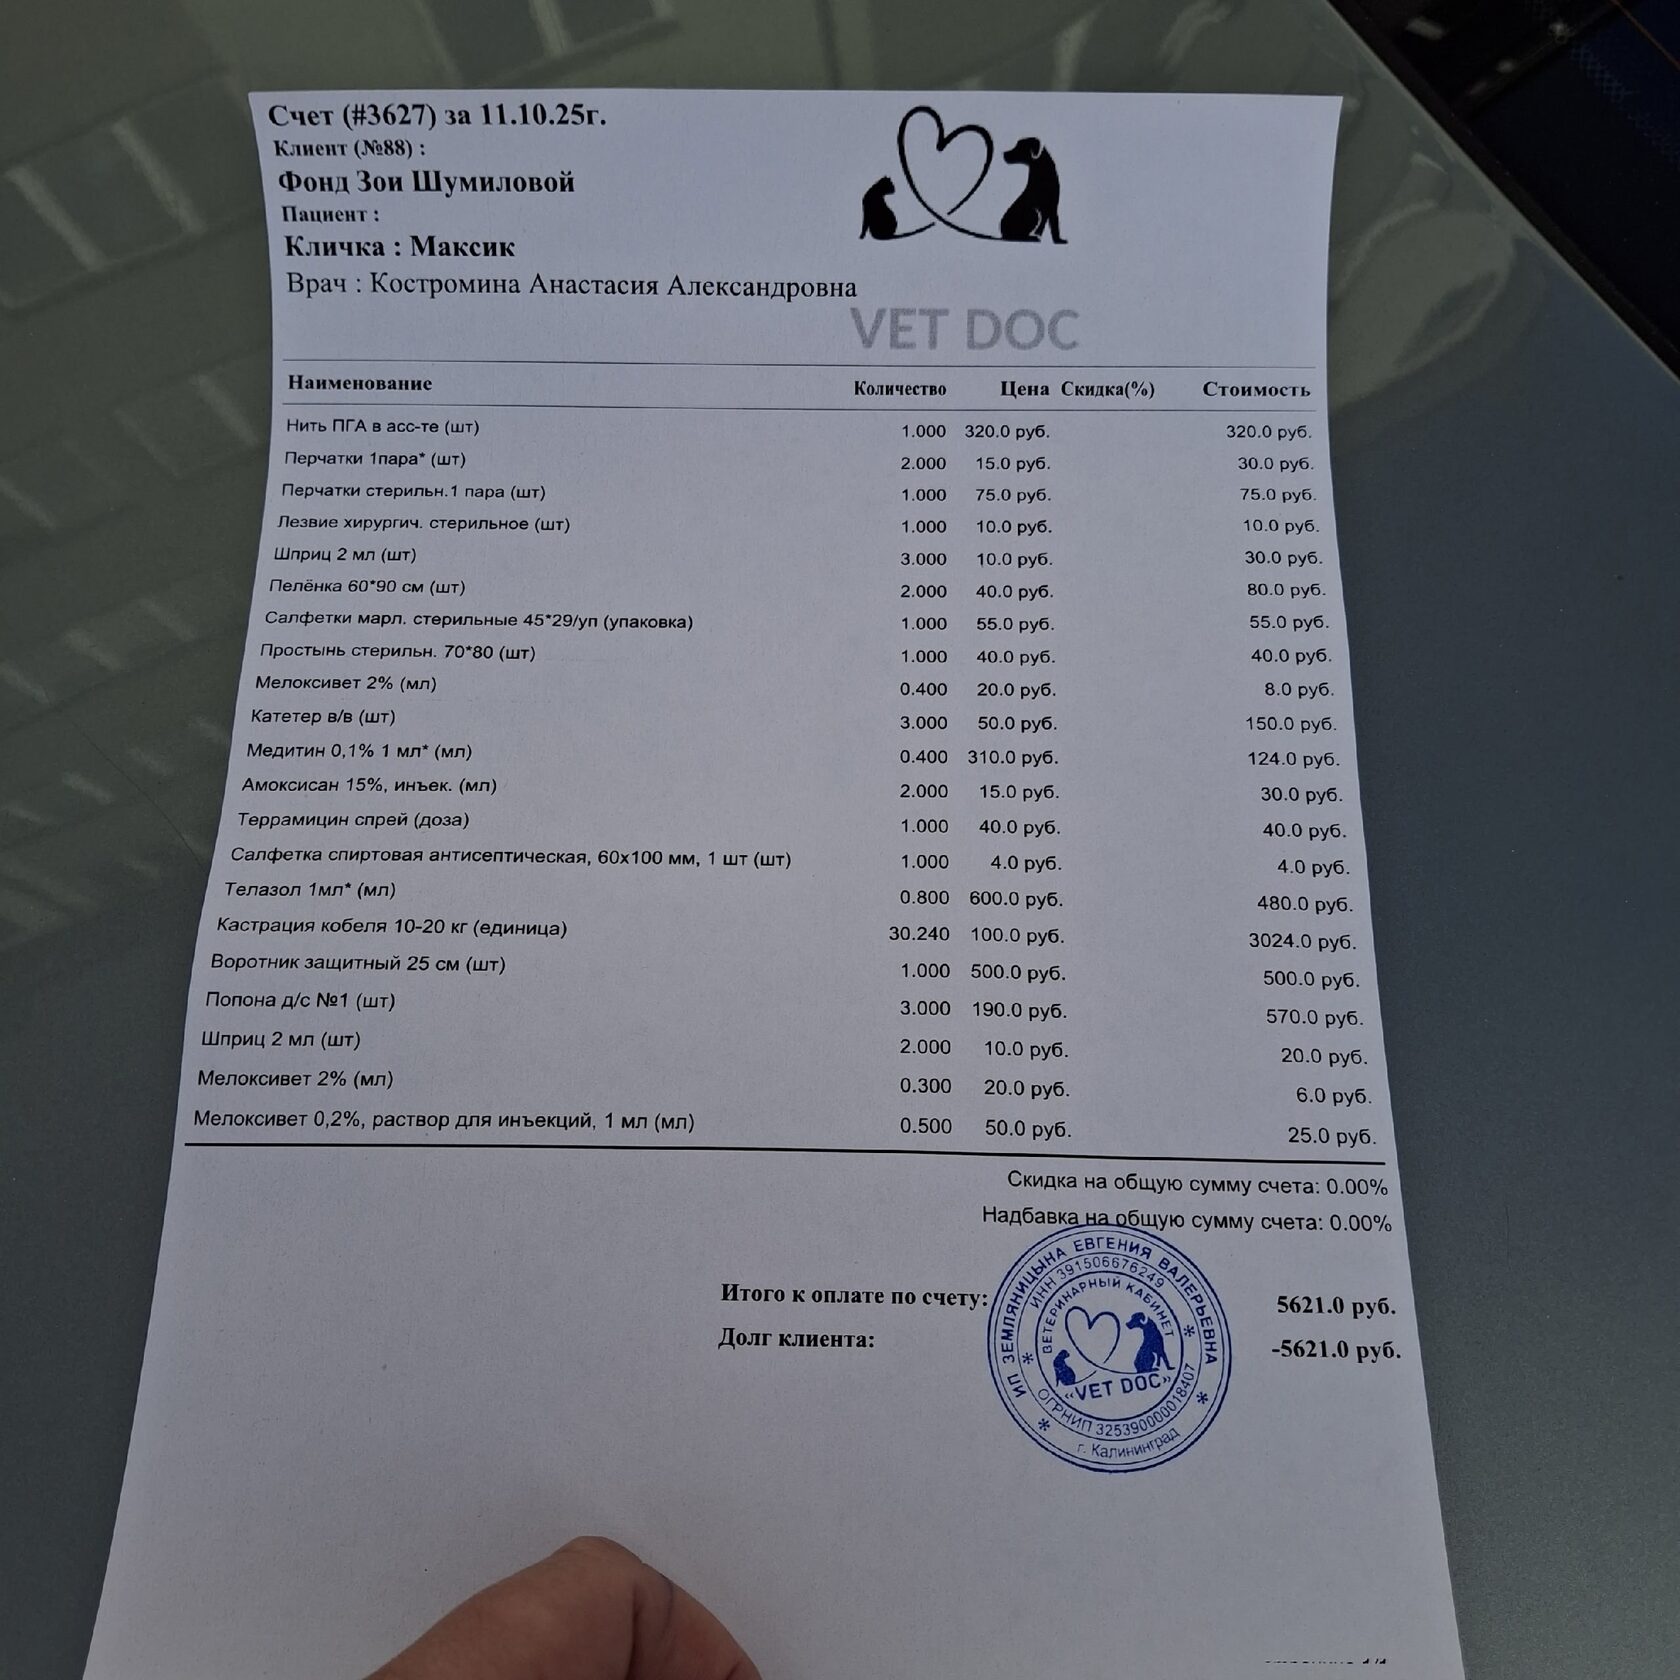 Счет (#3627) за 11.10.25г.
Клиент (№88) :
Фонд Зои Шумиловой
Пациент :
Кличка : Максик
Врач : Костромина Анастасия Александровна
VET DOC
Наименование Количество Цена Скидка(%) Стоимость
Нить ПГА в асс-те (шт) 1.000 320.0 руб. 320.0 руб.
Перчатки 1пара* (шт) 2.000 15.0 руб. 30.0 руб.
Перчатки стерильн.1 пара (шт) 1.000 75.0 руб. 75.0 руб.
Лезвие хирургич. стерильное (шт) 1.000 10.0 руб. 10.0 руб.
Шприц 2 мл (шт) 3.000 10.0 руб. 30.0 руб.
Пелёнка 60*90 см (шт) 2.000 40.0 руб. 80.0 руб.
Салфетки марл. стерильные 45*29/уп (упаковка) 1.000 55.0 руб. 55.0 руб.
Простынь стерильн. 70*80 (шт) 1.000 40.0 руб. 40.0 руб.
Мелоксивет 2% (мл) 0.400 20.0 руб. 8.0 руб.
Катетер в/в (шт) 3.000 50.0 руб. 150.0 руб.
Медитин 0,1% 1 мл* (мл) 0.400 310.0 руб. 124.0 руб.
Амоксисан 15%, инъек. (мл) 2.000 15.0 руб. 30.0 руб.
Террамицин спрей (доза) 1.000 40.0 руб. 40.0 руб.
Салфетка спиртовая антисептическая, 60х100 мм, 1 шт (шт) 1.000 4.0 руб. 4.0 руб.
Телазол 1мл* (мл) 0.800 600.0 руб. 480.0 руб.
Кастрация кобеля 10-20 кг (единица) 30.240 100.0 руб. 3024.0 руб.
Воротник защитный 25 см (шт) 1.000 500.0 руб. 500.0 руб.
Попона д/с №1 (шт) 3.000 190.0 руб. 570.0 руб.
Шприц 2 мл (шт) 2.000 10.0 руб. 20.0 руб.
Мелоксивет 2% (мл) 0.300 20.0 руб. 6.0 руб.
Мелоксивет 0,2%, раствор для инъекций, 1 мл (мл) 0.500 50.0 руб. 25.0 руб.
Скидка на общую сумму счета: 0.00%
Надбавка на общую сумму счета: 0.00%
Итого к оплате по счету: 5621.0 руб.
Долг клиента: -5621.0 руб.
ИП ЗЕМЛЯНИЦЫНА ЕВГЕНИЯ ВАЛЕРЬЕВНА
ИНН 391506676249
ВЕТЕРИНАРНЫЙ КАБИНЕТ
«VET DOC»
ОГРНИП 325390000018407
г. Калининград